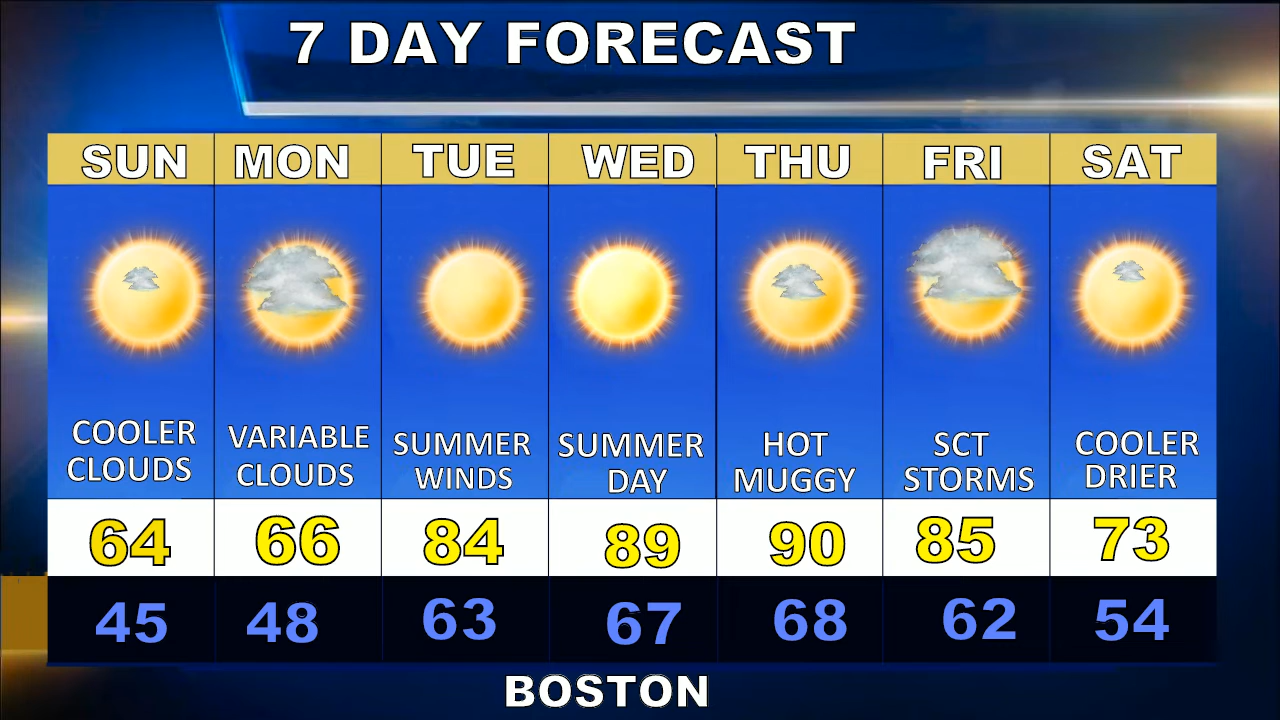 7 DAY FORECAST
SUN MON TUE WED THU FRI SAT
COOLER VARIABLE SUMMER SUMMER HOT SCT COOLER
CLOUDS CLOUDS WINDS DAY MUGGY STORMS DRIER
64 66 84 89 90 85 73
45 48 63 67 68 62 54
BOSTON